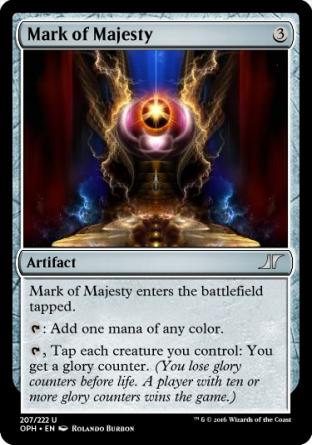 Mark of Majesty 3
Artifact
Mark of Majesty enters the battlefield
tapped.
: Add one mana of any color.
, Tap each creature you control: You
get a glory counter. (You lose glory
counters before life. A player with ten or
more glory counters wins the game.)
207/222 U
OPH • EN Rolando Burbon
™ & © 2016 Wizards of the Coast